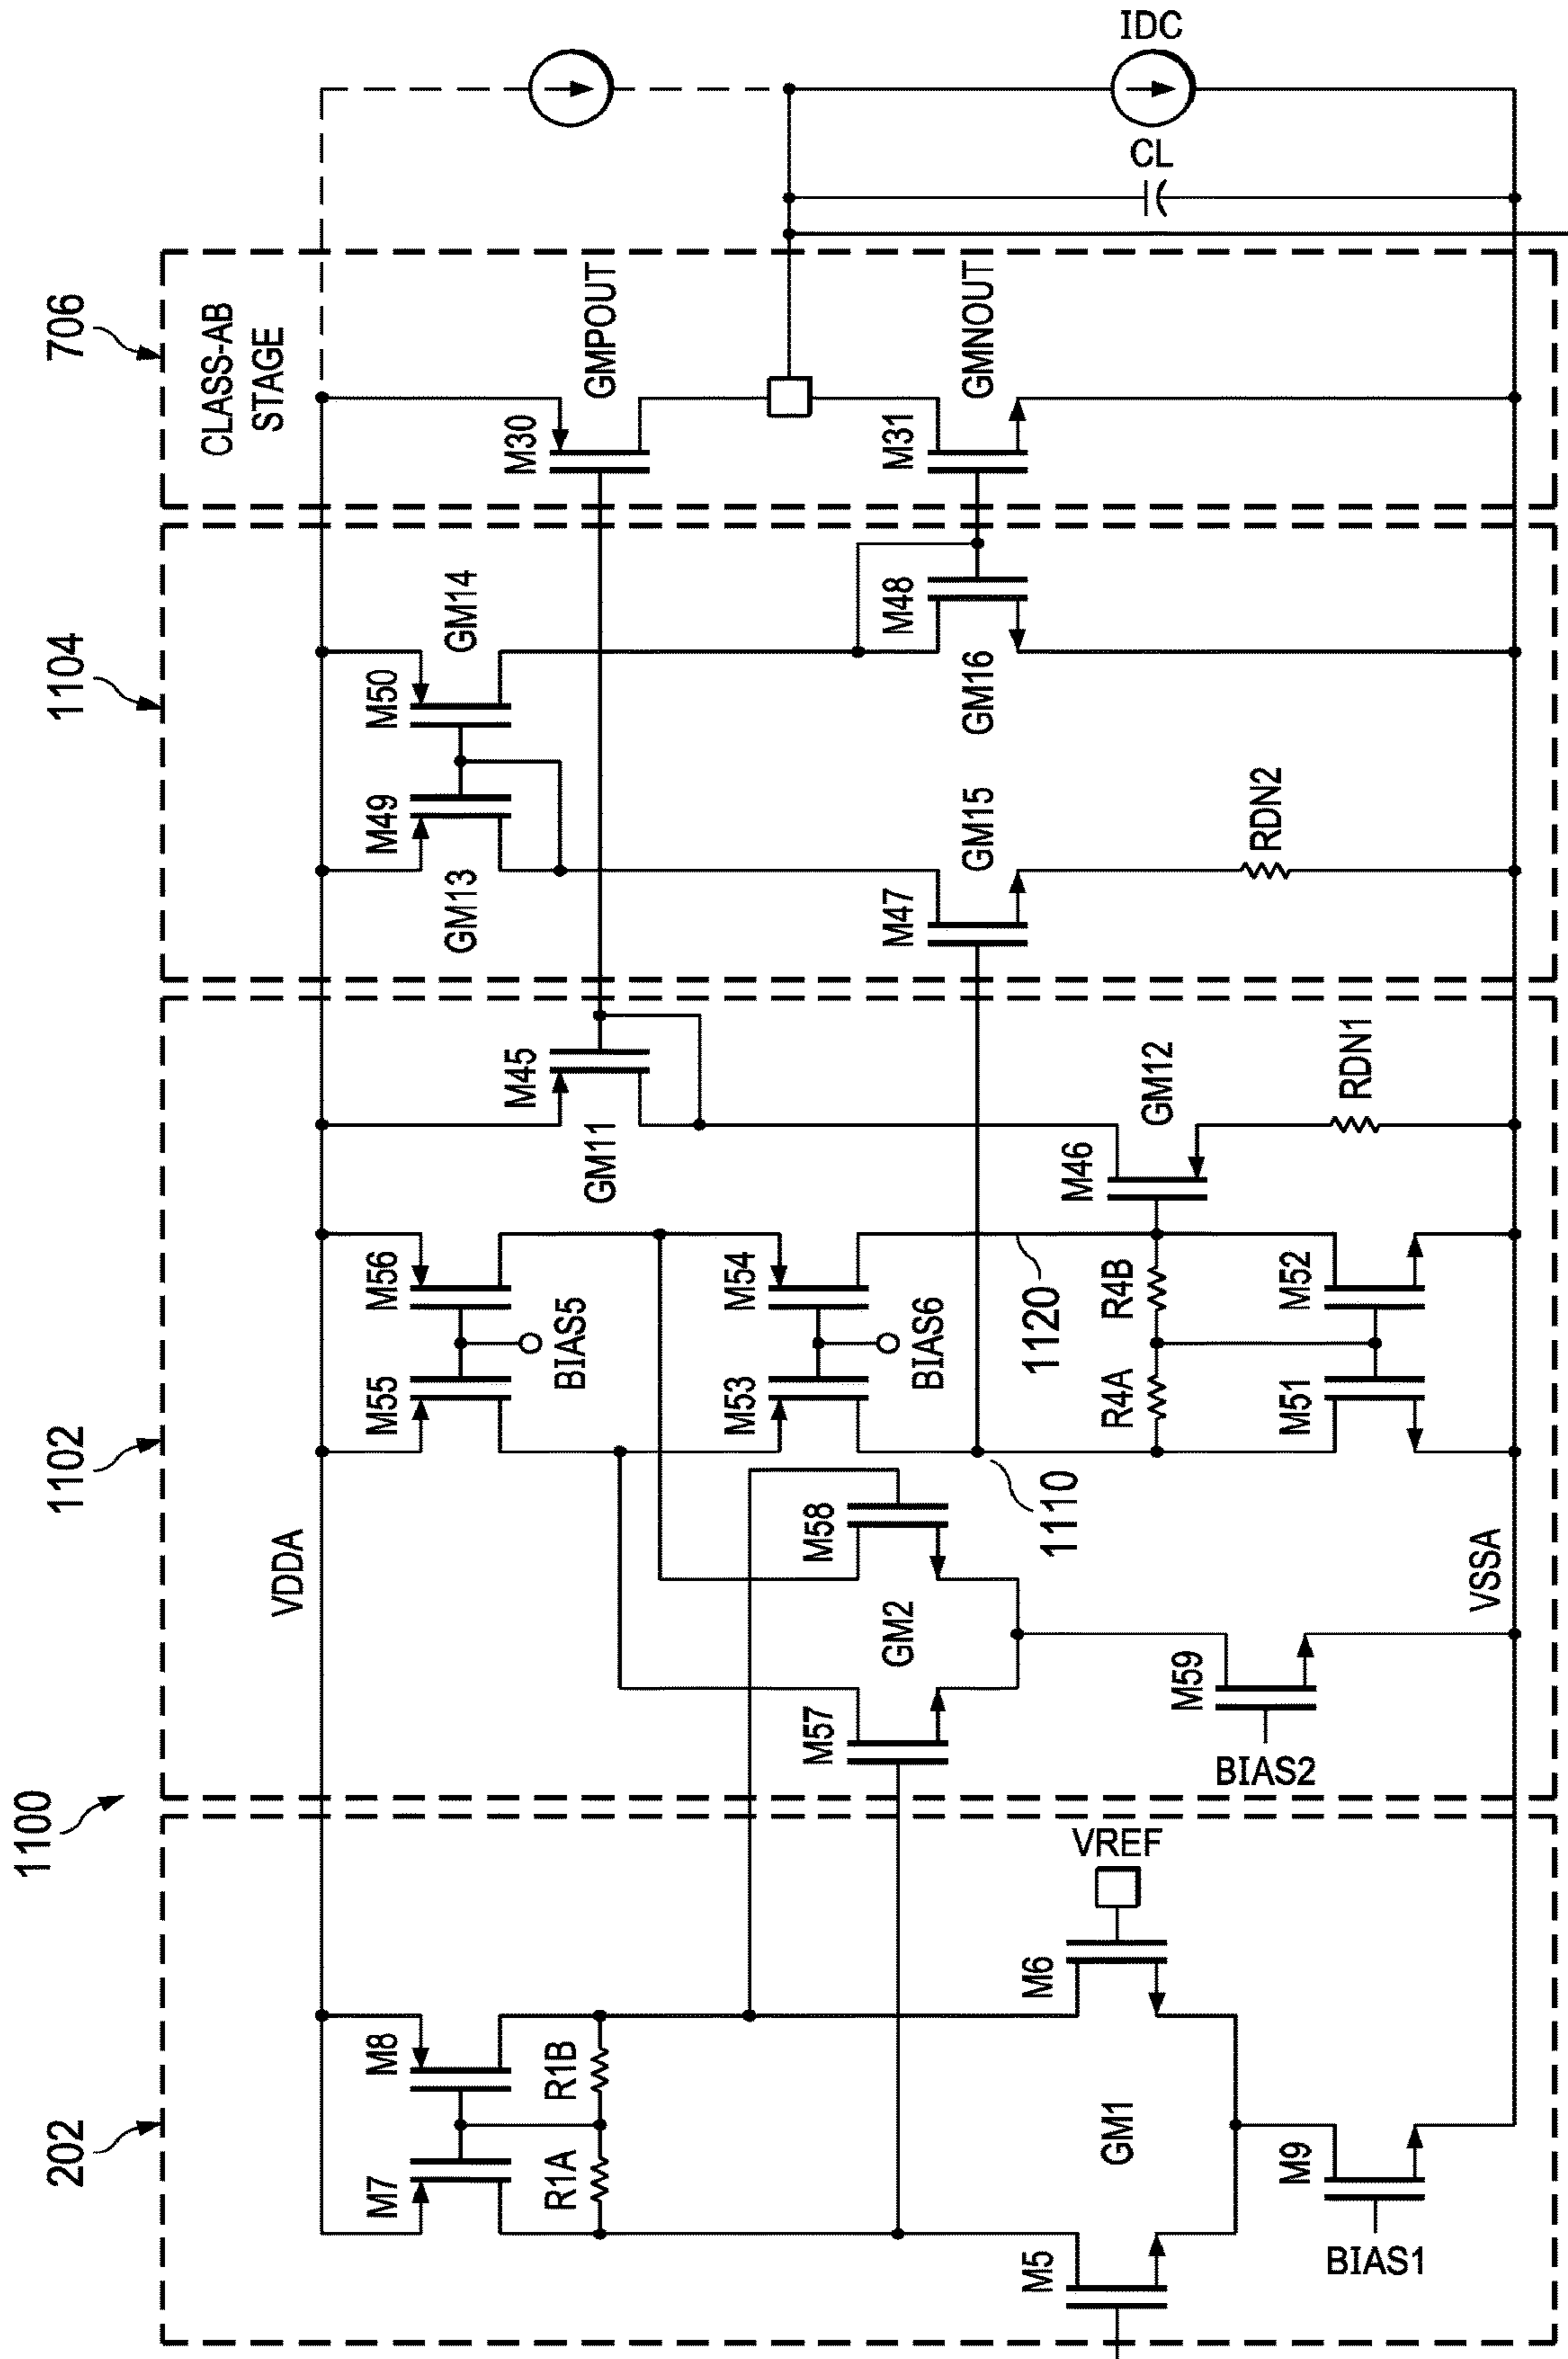 1100
202
1102
1104
706
CLASS-AB
STAGE
VDDA
VSSA
M7
M8
R1A
R1B
GM1
M5
M6
VREF
M9
BIAS1
M57
M58
GM2
M59
BIAS2
M55
M56
BIAS5
M53
M54
BIAS6
1110
1120
R4A
R4B
M51
M52
M45
GM11
M46
GM12
RDN1
M49
GM13
M50
GM14
M47
GM15
RDN2
M48
GM16
M30
GMPOUT
M31
GMNOUT
CL
IDC